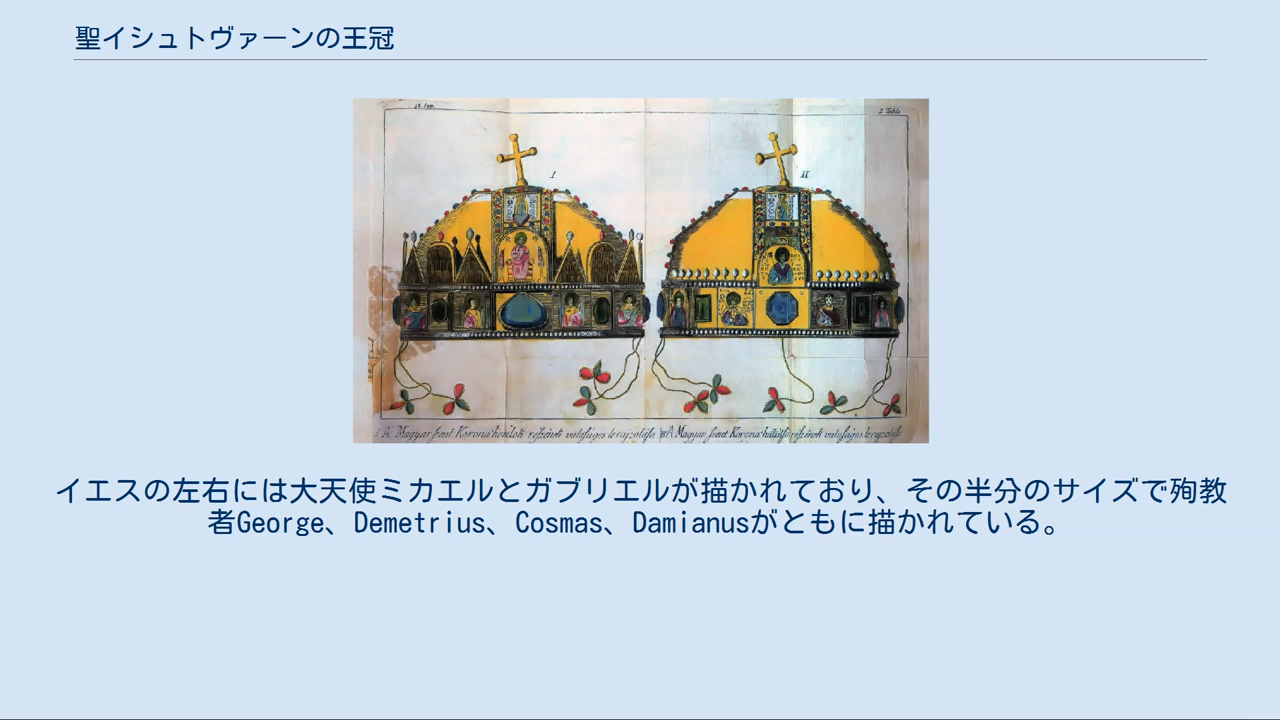 聖イシュトヴァーンの王冠
I
II
イエスの左右には大天使ミカエルとガブリエルが描かれており、その半分のサイズで殉教
者George、Demetrius、Cosmas、Damianusがともに描かれている。